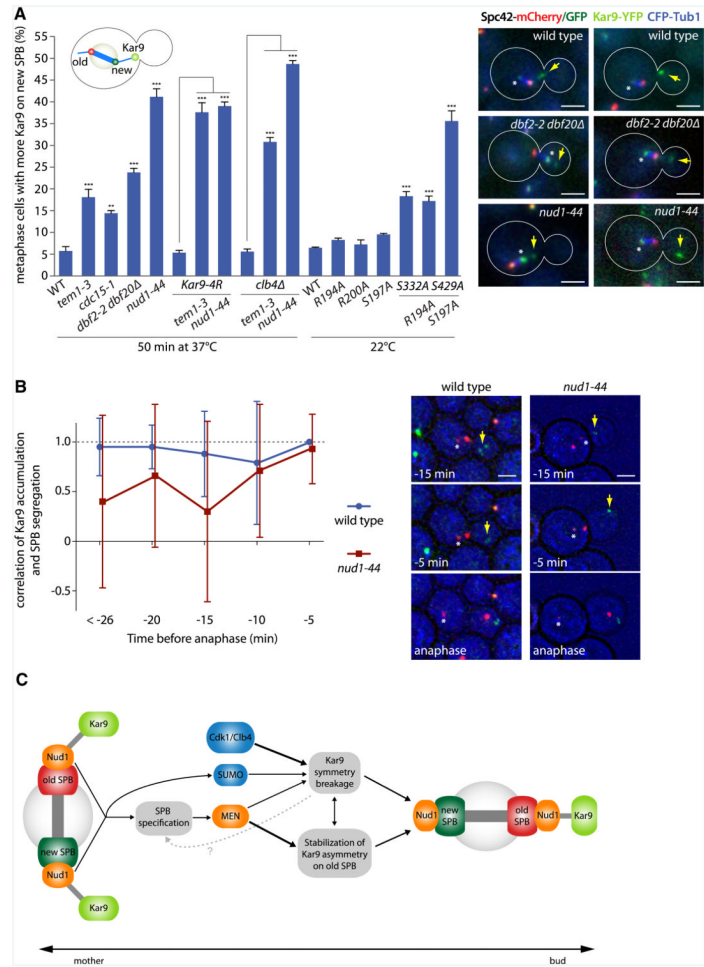 A
metaphase cells with more Kar9 on new SPB (%)
55
50
45
40
35
30
25
20
15
10
5
0
Kar9
old
new
***
**
***
***
***
***
***
***
***
***
***
WT
tem1-3
cdc15-1
dbf2-2 dbf20Δ
nud1-44
Kar9-4R
tem1-3
nud1-44
clb4Δ
tem1-3
nud1-44
WT
R194A
R200A
S197A
S332A S429A
R194A
S197A
50 min at 37°C
22°C
Spc42-mCherry/GFP Kar9-YFP CFP-Tub1
wild type
wild type
*
*
dbf2-2 dbf20Δ
dbf2-2 dbf20Δ
*
*
nud1-44
nud1-44
*
*
B
correlation of Kar9 accumulation
and SPB segregation
1.0
0.5
0
-0.5
< -26
-20
-15
-10
-5
Time before anaphase (min)
wild type
nud1-44
wild type
nud1-44
*
*
-15 min
-15 min
*
*
-5 min
-5 min
*
*
anaphase
anaphase
C
Kar9
Nud1
old SPB
new SPB
Nud1
Kar9
SPB
specification
Cdk1/Clb4
SUMO
MEN
?
Kar9
symmetry
breakage
Stabilization of
Kar9 asymmetry
on old SPB
Nud1
new
SPB
old
SPB
Nud1
Kar9
mother
bud